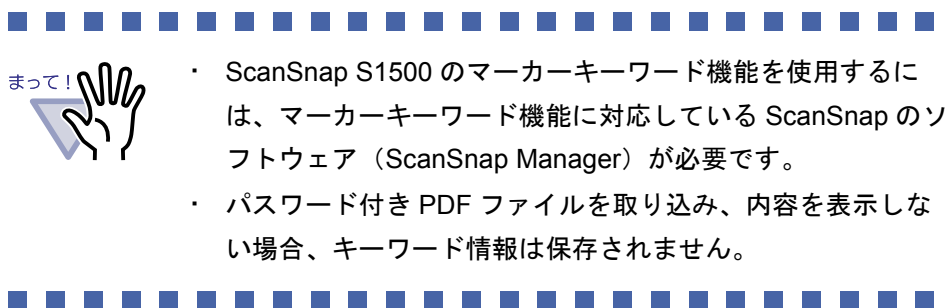 まって!
・ ScanSnap S1500 のマーカーキーワード機能を使用するに
は、マーカーキーワード機能に対応している ScanSnap のソ
フトウェア（ScanSnap Manager）が必要です。
・ パスワード付き PDF ファイルを取り込み、内容を表示しな
い場合、キーワード情報は保存されません。